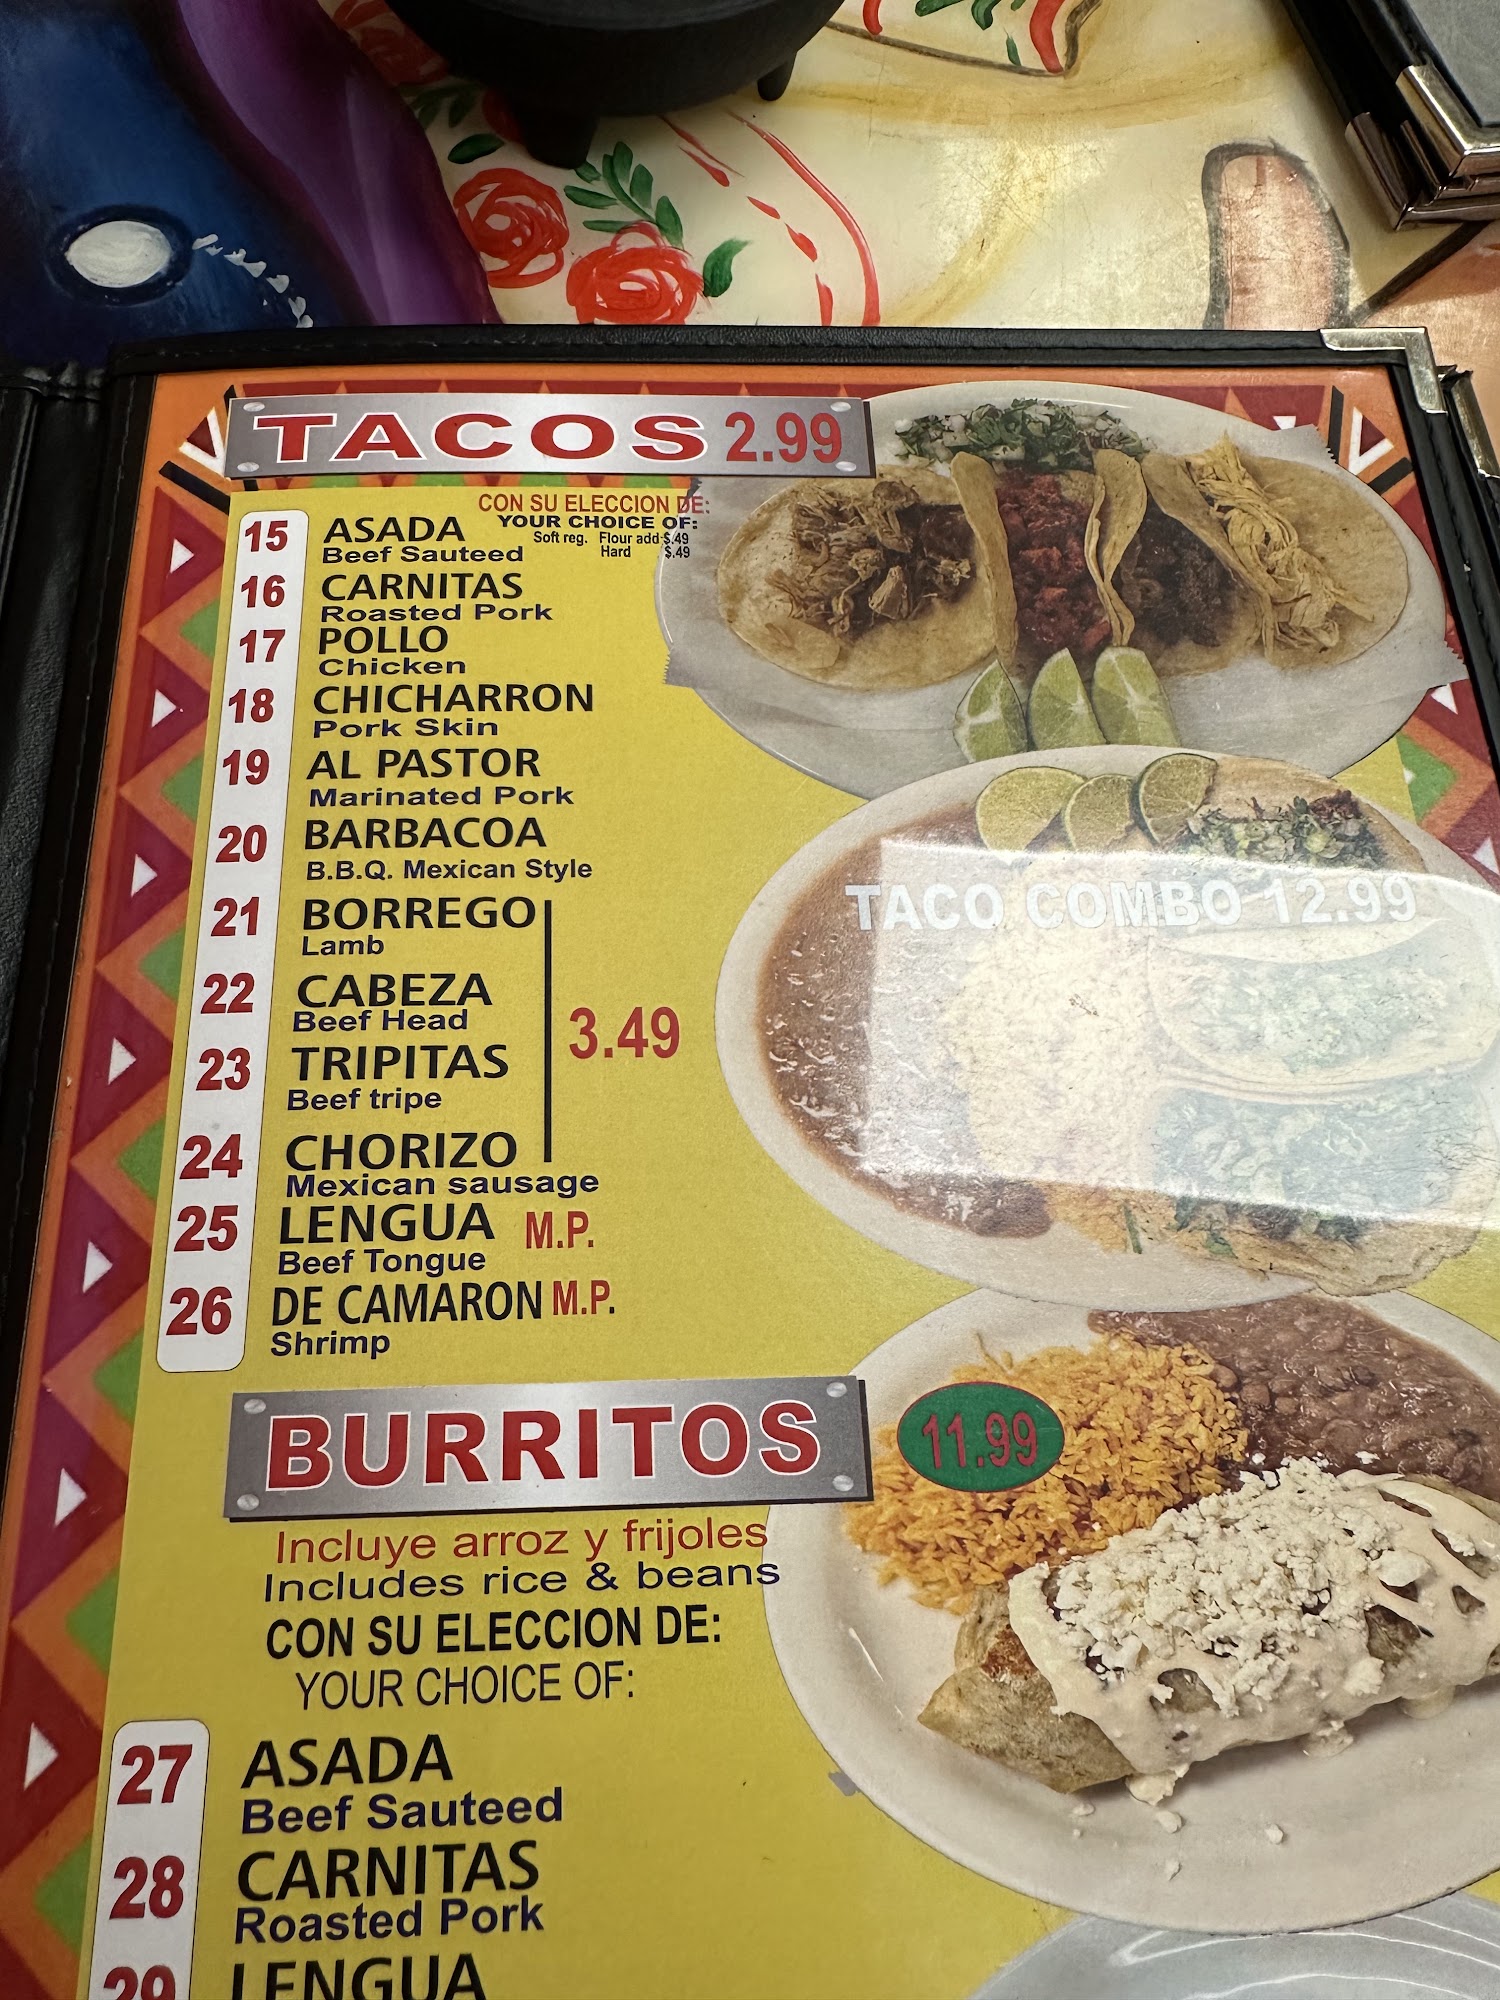 TACOS 2.99
CON SU ELECCION DE:
YOUR CHOICE OF:
Soft reg. Flour add $.49
Hard $.49
15 ASADA
Beef Sauteed
16 CARNITAS
Roasted Pork
17 POLLO
Chicken
18 CHICHARRON
Pork Skin
19 AL PASTOR
Marinated Pork
20 BARBACOA
B.B.Q. Mexican Style
21 BORREGO
Lamb
22 CABEZA
Beef Head
3.49
23 TRIPITAS
Beef tripe
24 CHORIZO
Mexican sausage
25 LENGUA M.P.
Beef Tongue
26 DE CAMARON M.P.
Shrimp
TACO COMBO 12.99
BURRITOS 11.99
Incluye arroz y frijoles
Includes rice & beans
CON SU ELECCION DE:
YOUR CHOICE OF:
27 ASADA
Beef Sauteed
28 CARNITAS
Roasted Pork
29 LENGUA